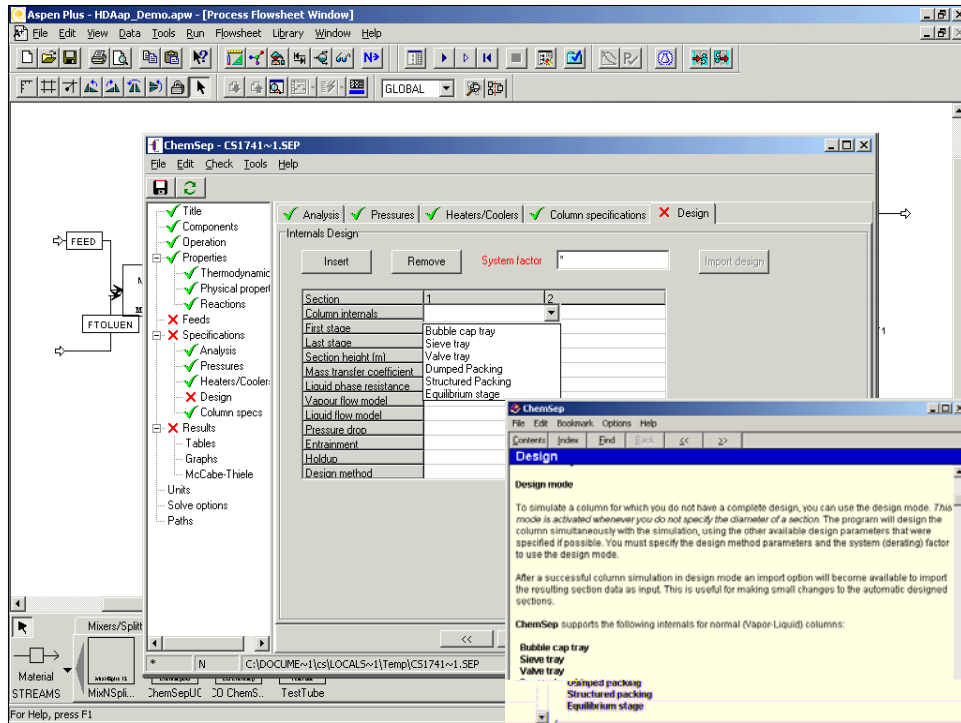 Aspen Plus - HDAap_Demo.apw - [Process Flowsheet Window]
File Edit View Data Tools Run Flowsheet Library Window Help
N>
GLOBAL
FEED
FTOLUEN
ChemSep - CS1741~1.SEP
File Edit Check Tools Help
Title
Components
Operation
Properties
Thermodynamic
Physical propert
Reactions
Feeds
Specifications
Analysis
Pressures
Heaters/Cooler
Design
Column specs
Results
Tables
Graphs
McCabe-Thiele
Units
Solve options
Paths
Analysis Pressures Heaters/Coolers Column specifications Design
Internals Design
Insert Remove System factor * Import design
Section 1 2
Column internals
First stage
Last stage
Section height (m)
Mass transfer coefficient
Liquid phase resistance
Vapour flow model
Liquid flow model
Pressure drop
Entrainment
Holdup
Design method
Bubble cap tray
Sieve tray
Valve tray
Dumped Packing
Structured Packing
Equilibrium stage
<<
* N C:\DOCUME~1\cs\LOCALS~1\Temp\CS1741~1.SEP
ChemSep
File Edit Bookmark Options Help
Contents Index Find Back << >>
Design
Design mode
To simulate a column for which you do not have a complete design, you can use the design mode. This
mode is activated whenever you do not specify the diameter of a section. The program will design the
column simultaneously with the simulation, using the other available design parameters that were
specified if possible. You must specify the design method parameters and the system (derating) factor
to use the design mode.
After a successful column simulation in design mode an import option will become available to import
the resulting section data as input. This is useful for making small changes to the automatic designed
sections.
ChemSep supports the following internals for normal (Vapor-Liquid) columns:
Bubble cap tray
Sieve tray
Valve tray
Dumped packing
Structured packing
Equilibrium stage
Mixers/Splitt
Material
STREAMS
MixNSpli... ChemSepUC CO ChemS.. TestTube
For Help, press F1